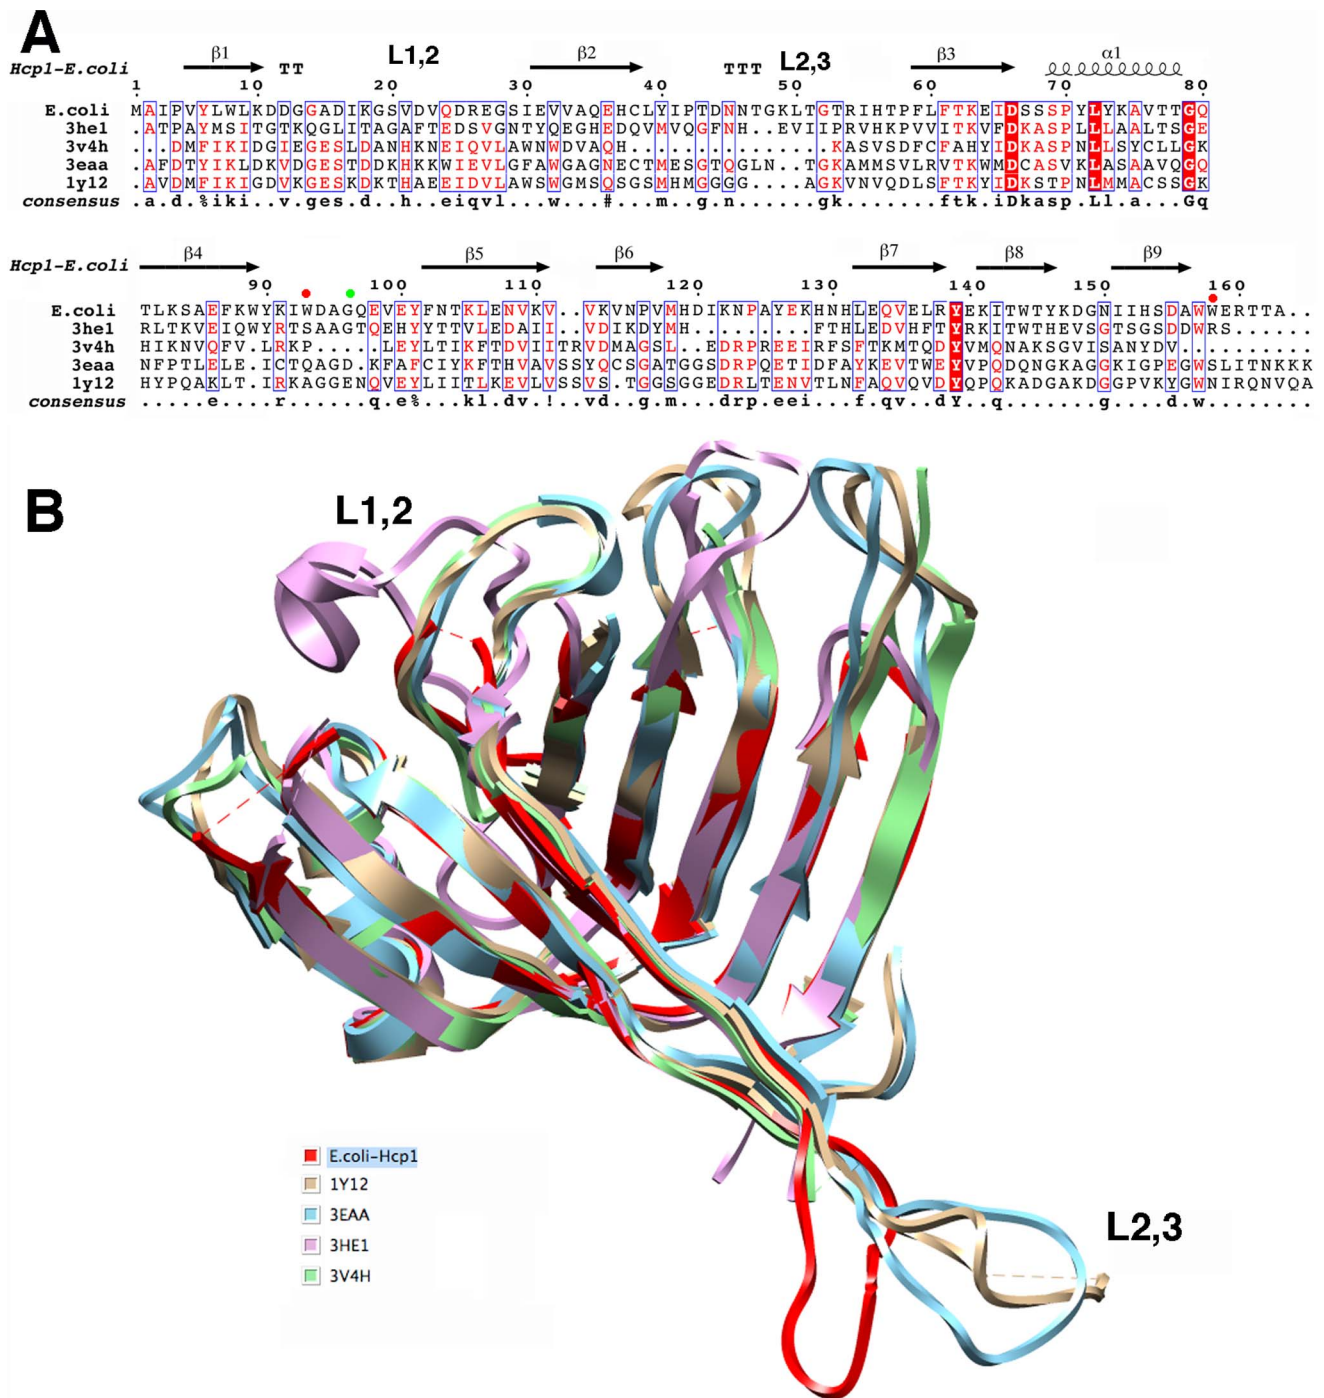 A
β1 L1,2 β2 L2,3 β3 α1
Hcp1-E.coli TT TTT
1 10 20 30 40 50 60 70 80
E.coli MAIPVYLWLKDDGGADIKGSVDVQDREGSIEVVAQEHCLYIPTDNNTGKLTGTRIHTPFLFTKEIDSSSPYLYKAVTTGQ
3he1 .ATPAYMSITGTKQGLITAGAFTEDSVGNTYQEGHEDQVMVQGFNH..EVIIPRVHKPVVITKVFDKASPLLLAALTSGE
3v4h ...DMFIKIDGIEGESLDANHKNEIQVLAWNWDVAQH...............KASVSDFCFAHYIDKASPNLLSYCLLGK
3eaa .AFDTYIKLDKVDGESTDDKHKKWIEVLGFAWGAGNECTMESGTQGLN..TGKAMMSVLRVTKWMDCASVKLASAAVQGQ
1y12 .AVDMFIKIGDVKGESKDKTHAEEIDVLAWSWGMSQSGSMHMGGGG....AGKVNVQDLSFTKYIDKSTPNLMMACSSGK
consensus .a.d.%iki..v.ges.d..h..eiqvl...w...#...m..g.n......gk.......ftk.iDkasp.Ll.a...Gq
β4 β5 β6 β7 β8 β9
Hcp1-E.coli
90 100 110 120 130 140 150 160
E.coli TLKSAEFKWYKIWDAGQEVEYFNTKLENVKV..VKVNPVMHDIKNPAYEKHNHLEQVELRYEKITWTYKDGNIIHSDAWWERTTA..
3he1 RLTKVEIQWYRTSAAGTQEHYYTTVLEDAII..VDIKDYMH.........FTHLEDVHFTYRKITWTHEVSGTSGSDDWRS......
3v4h HIKNVQFV.LRKP.....LEYLTIKFTDVIITRVDMAGSL..EDRPREEIRFSFTKMTQDYVMQNAKSGVISANYDV..........
3eaa NFPTLELE.ICTQAGD.KFAFCIYKFTHVAVSSYQCSGATGGSDRPQETIDFAYKEVTWEYVPQDQNGKAGGKIGPEGWSLITNKKK
1y12 HYPQAKLT.IRKAGGENQVEYLIITLKEVLVSSVS.TGGSGGEDRLTENVTLNFAQVQVDYQPQKADGAKDGGPVKYGWNIRQNVQA
consensus .....e....r......q.e%...kl.dv.!..vd..g.m...drp.eei...f.qv..dY..q.......g....d.w........
B
L1,2
E.coli-Hcp1
1Y12
3EAA
3HE1
3V4H
L2,3